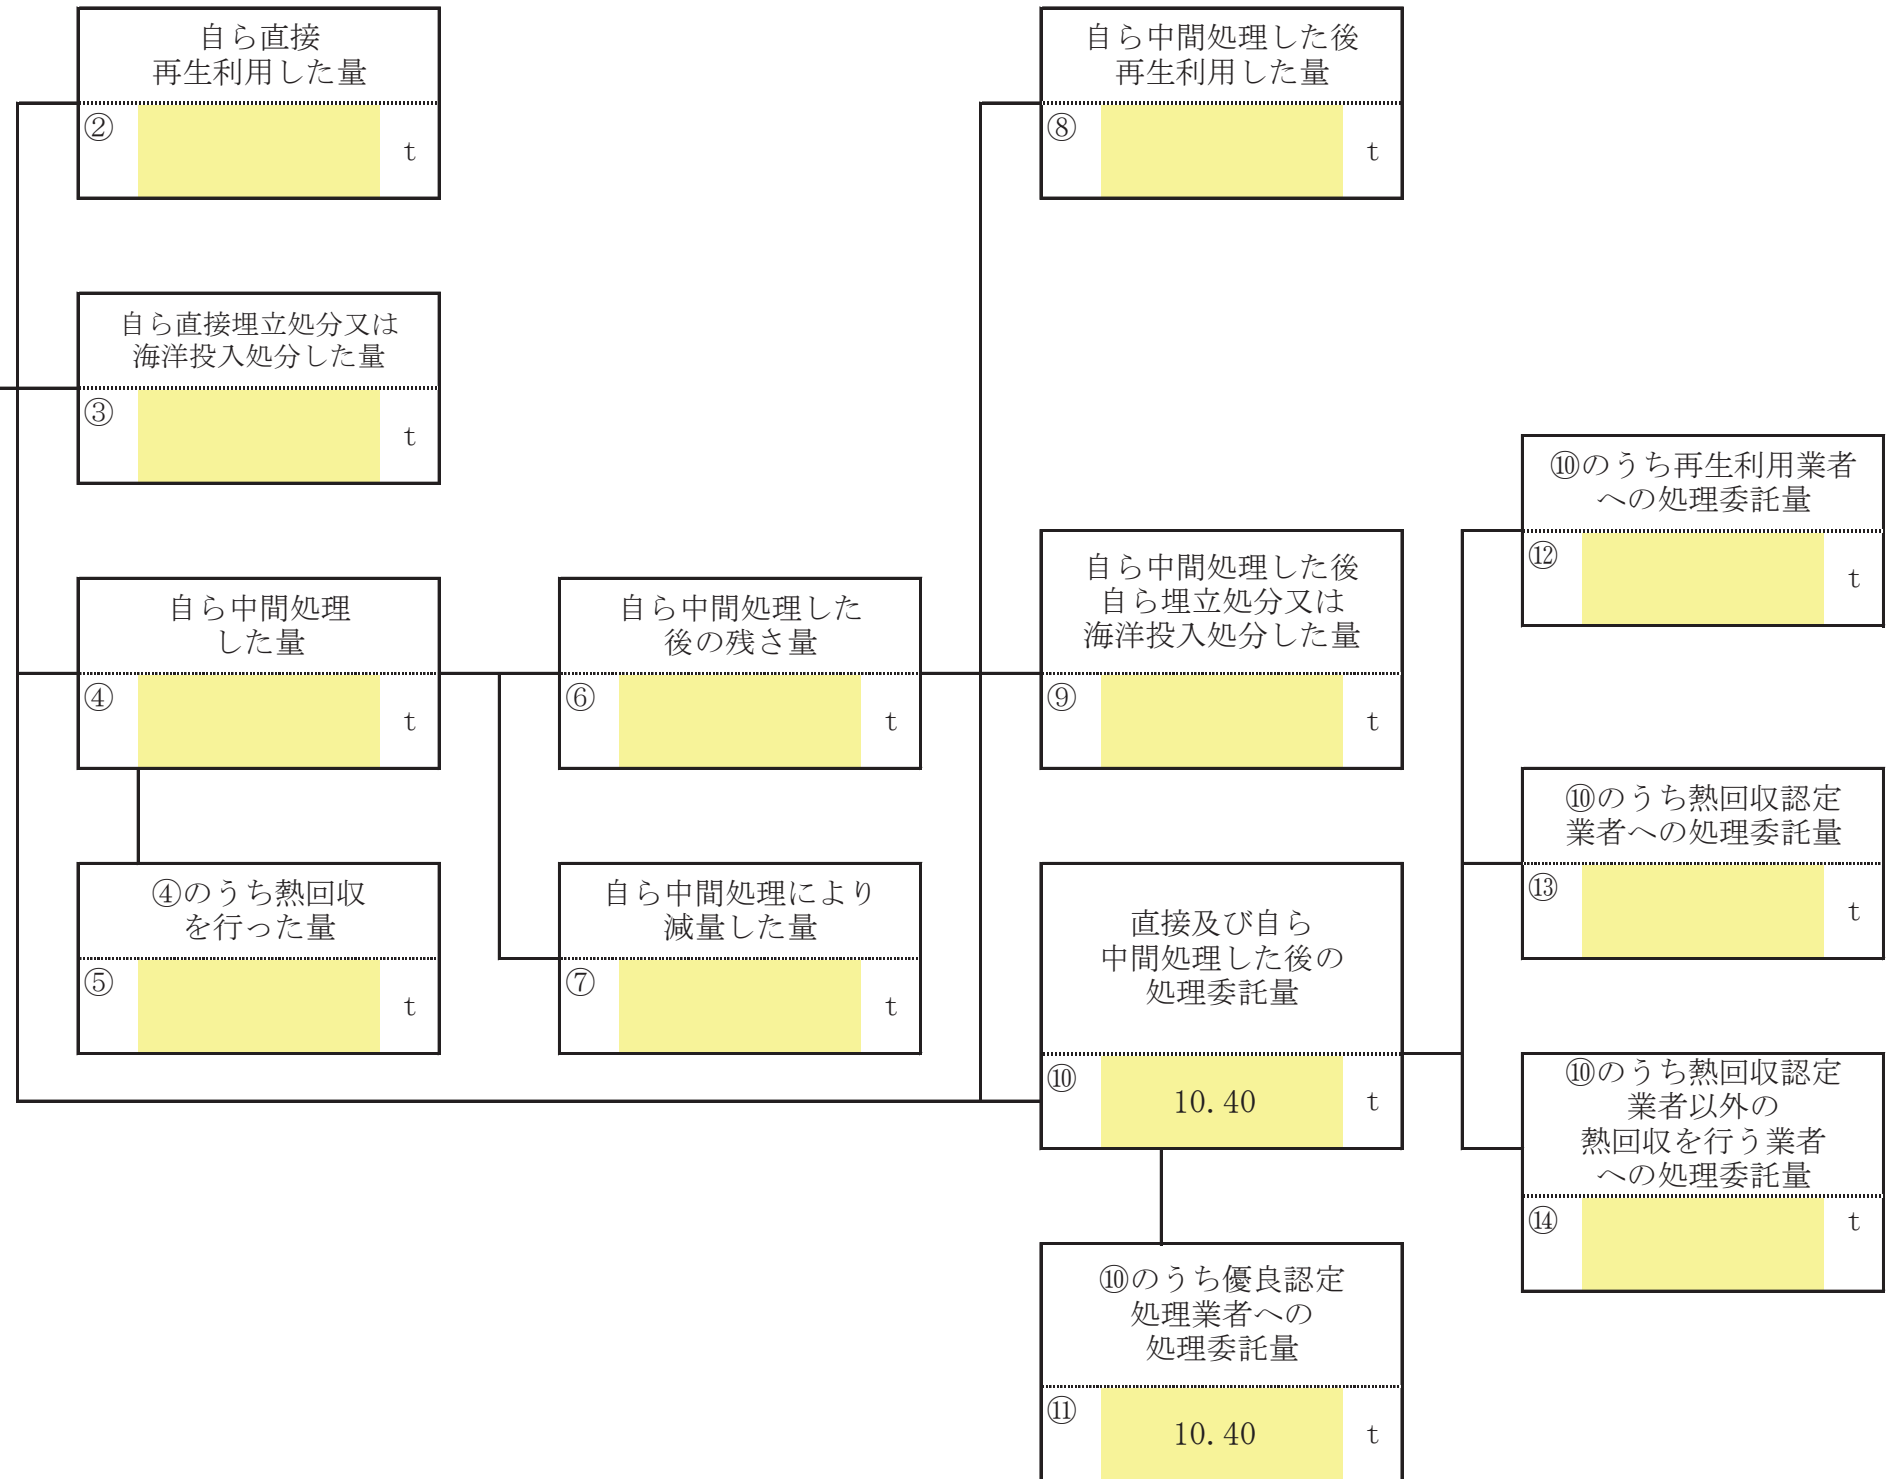 自ら直接
再生利用した量
②
t
自ら中間処理した後
再生利用した量
⑧
t
自ら直接埋立処分又は
海洋投入処分した量
③
t
⑩のうち再生利用業者
への処理委託量
⑫
t
自ら中間処理
した量
④
t
自ら中間処理した
後の残さ量
⑥
t
自ら中間処理した後
自ら埋立処分又は
海洋投入処分した量
⑨
t
⑩のうち熱回収認定
業者への処理委託量
⑬
t
④のうち熱回収
を行った量
⑤
t
自ら中間処理により
減量した量
⑦
t
直接及び自ら
中間処理した後の
処理委託量
⑩
10.40
t
⑩のうち熱回収認定
業者以外の
熱回収を行う業者
への処理委託量
⑭
t
⑩のうち優良認定
処理業者への
処理委託量
⑪
10.40
t